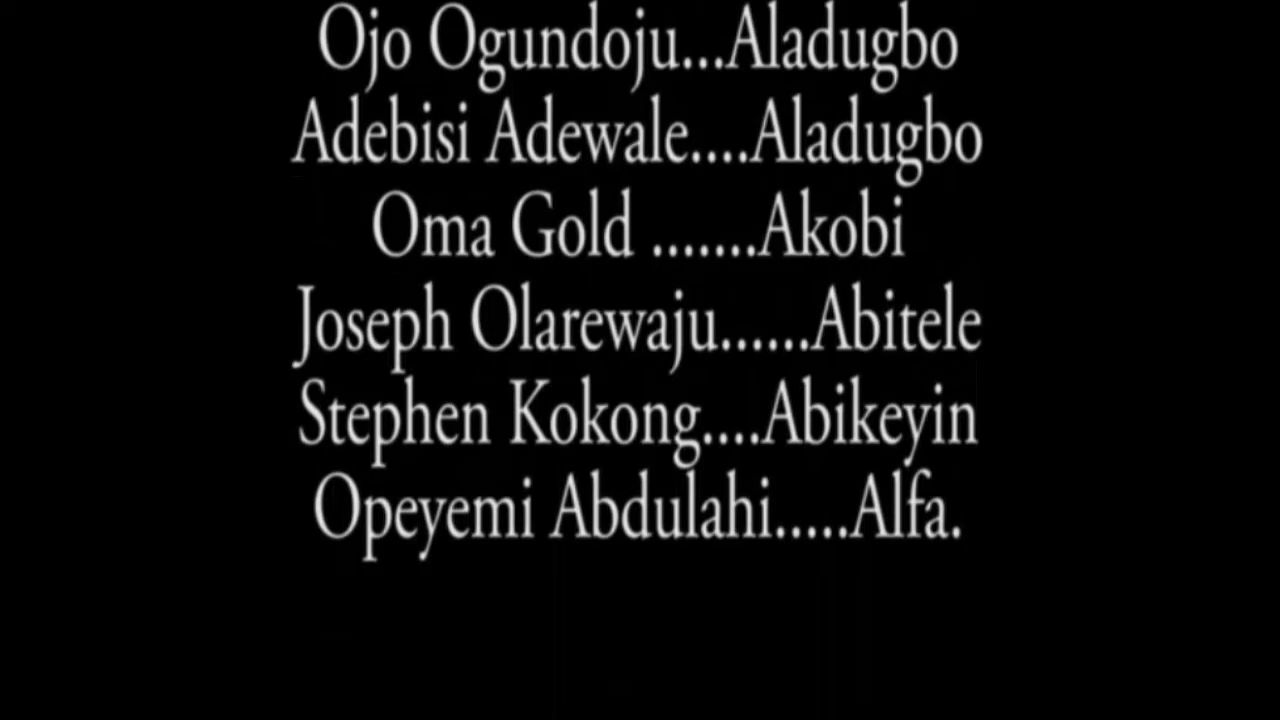 Ojo Ogundoju...Aladugbo
Adebisi Adewale....Aladugbo
Oma Gold .......Akobi
Joseph Olarewaju......Abitele
Stephen Kokong....Abikeyin
Opeyemi Abdulahi.....Alfa.